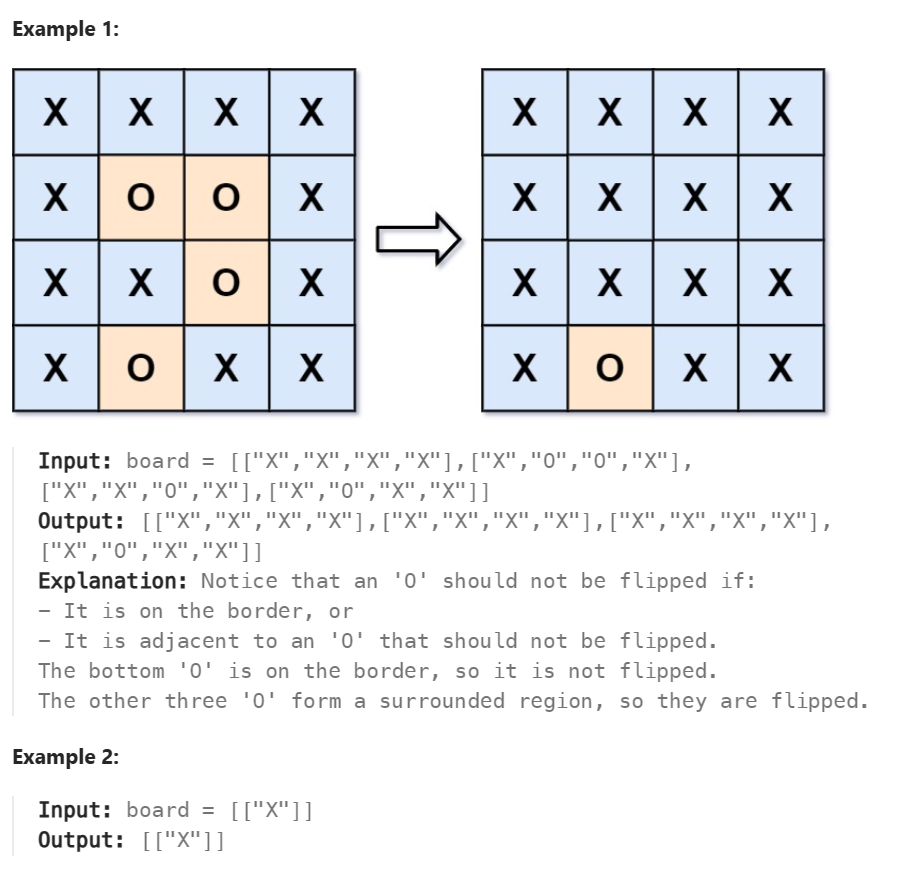 Example 1:
X X X X X X X X
X O O X X X X X
X X O X X X X X
X O X X X O X X
Input: board = [["X","X","X","X"],["X","O","O","X"],
["X","X","O","X"],["X","O","X","X"]]
Output: [["X","X","X","X"],["X","X","X","X"],["X","X","X","X"],
["X","O","X","X"]]
Explanation: Notice that an 'O' should not be flipped if:
- It is on the border, or
- It is adjacent to an 'O' that should not be flipped.
The bottom 'O' is on the border, so it is not flipped.
The other three 'O' form a surrounded region, so they are flipped.
Example 2:
Input: board = [["X"]]
Output: [["X"]]